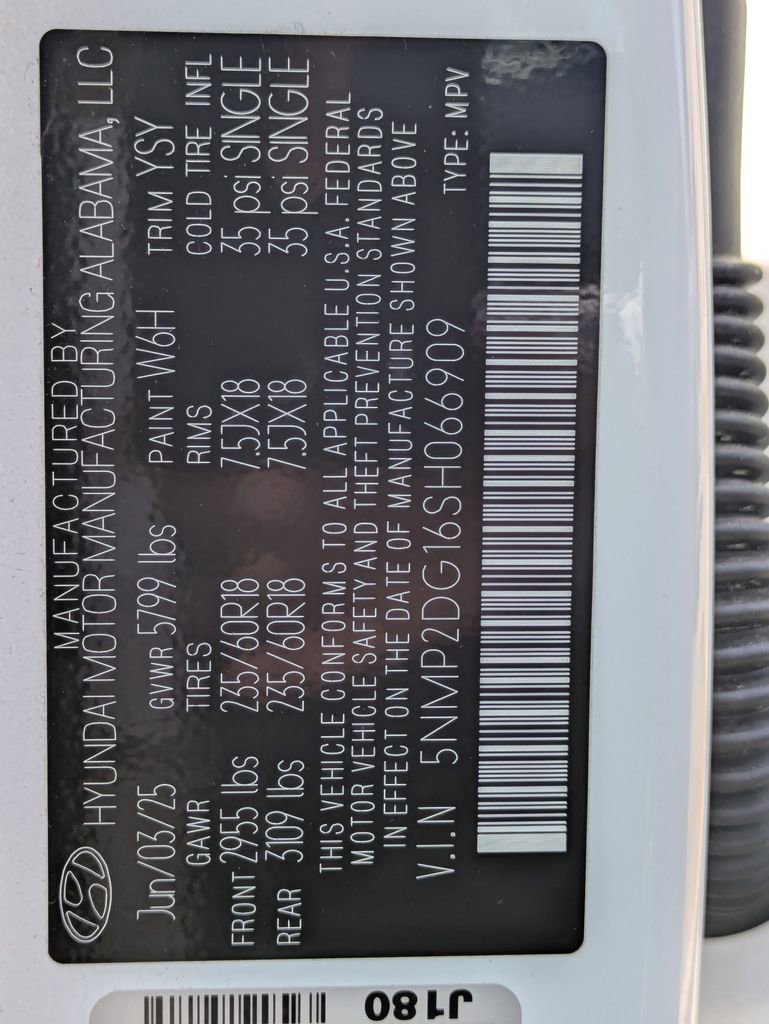 MANUFACTURED BY
HYUNDAI MOTOR MANUFACTURING ALABAMA, LLC
Jun/03/25 GVWR 5799 lbs PAINT W6H TRIM YSY
GAWR TIRES RIMS COLD TIRE INFL
FRONT 2955 lbs 235/60R18 7.5JX18 35 psi SINGLE
REAR 3109 lbs 235/60R18 7.5JX18 35 psi SINGLE
THIS VEHICLE CONFORMS TO ALL APPLICABLE U.S.A. FEDERAL
MOTOR VEHICLE SAFETY AND THEFT PREVENTION STANDARDS
IN EFFECT ON THE DATE OF MANUFACTURE SHOWN ABOVE
V.I.N 5NMP2DG16SH066909 TYPE: MPV
J180